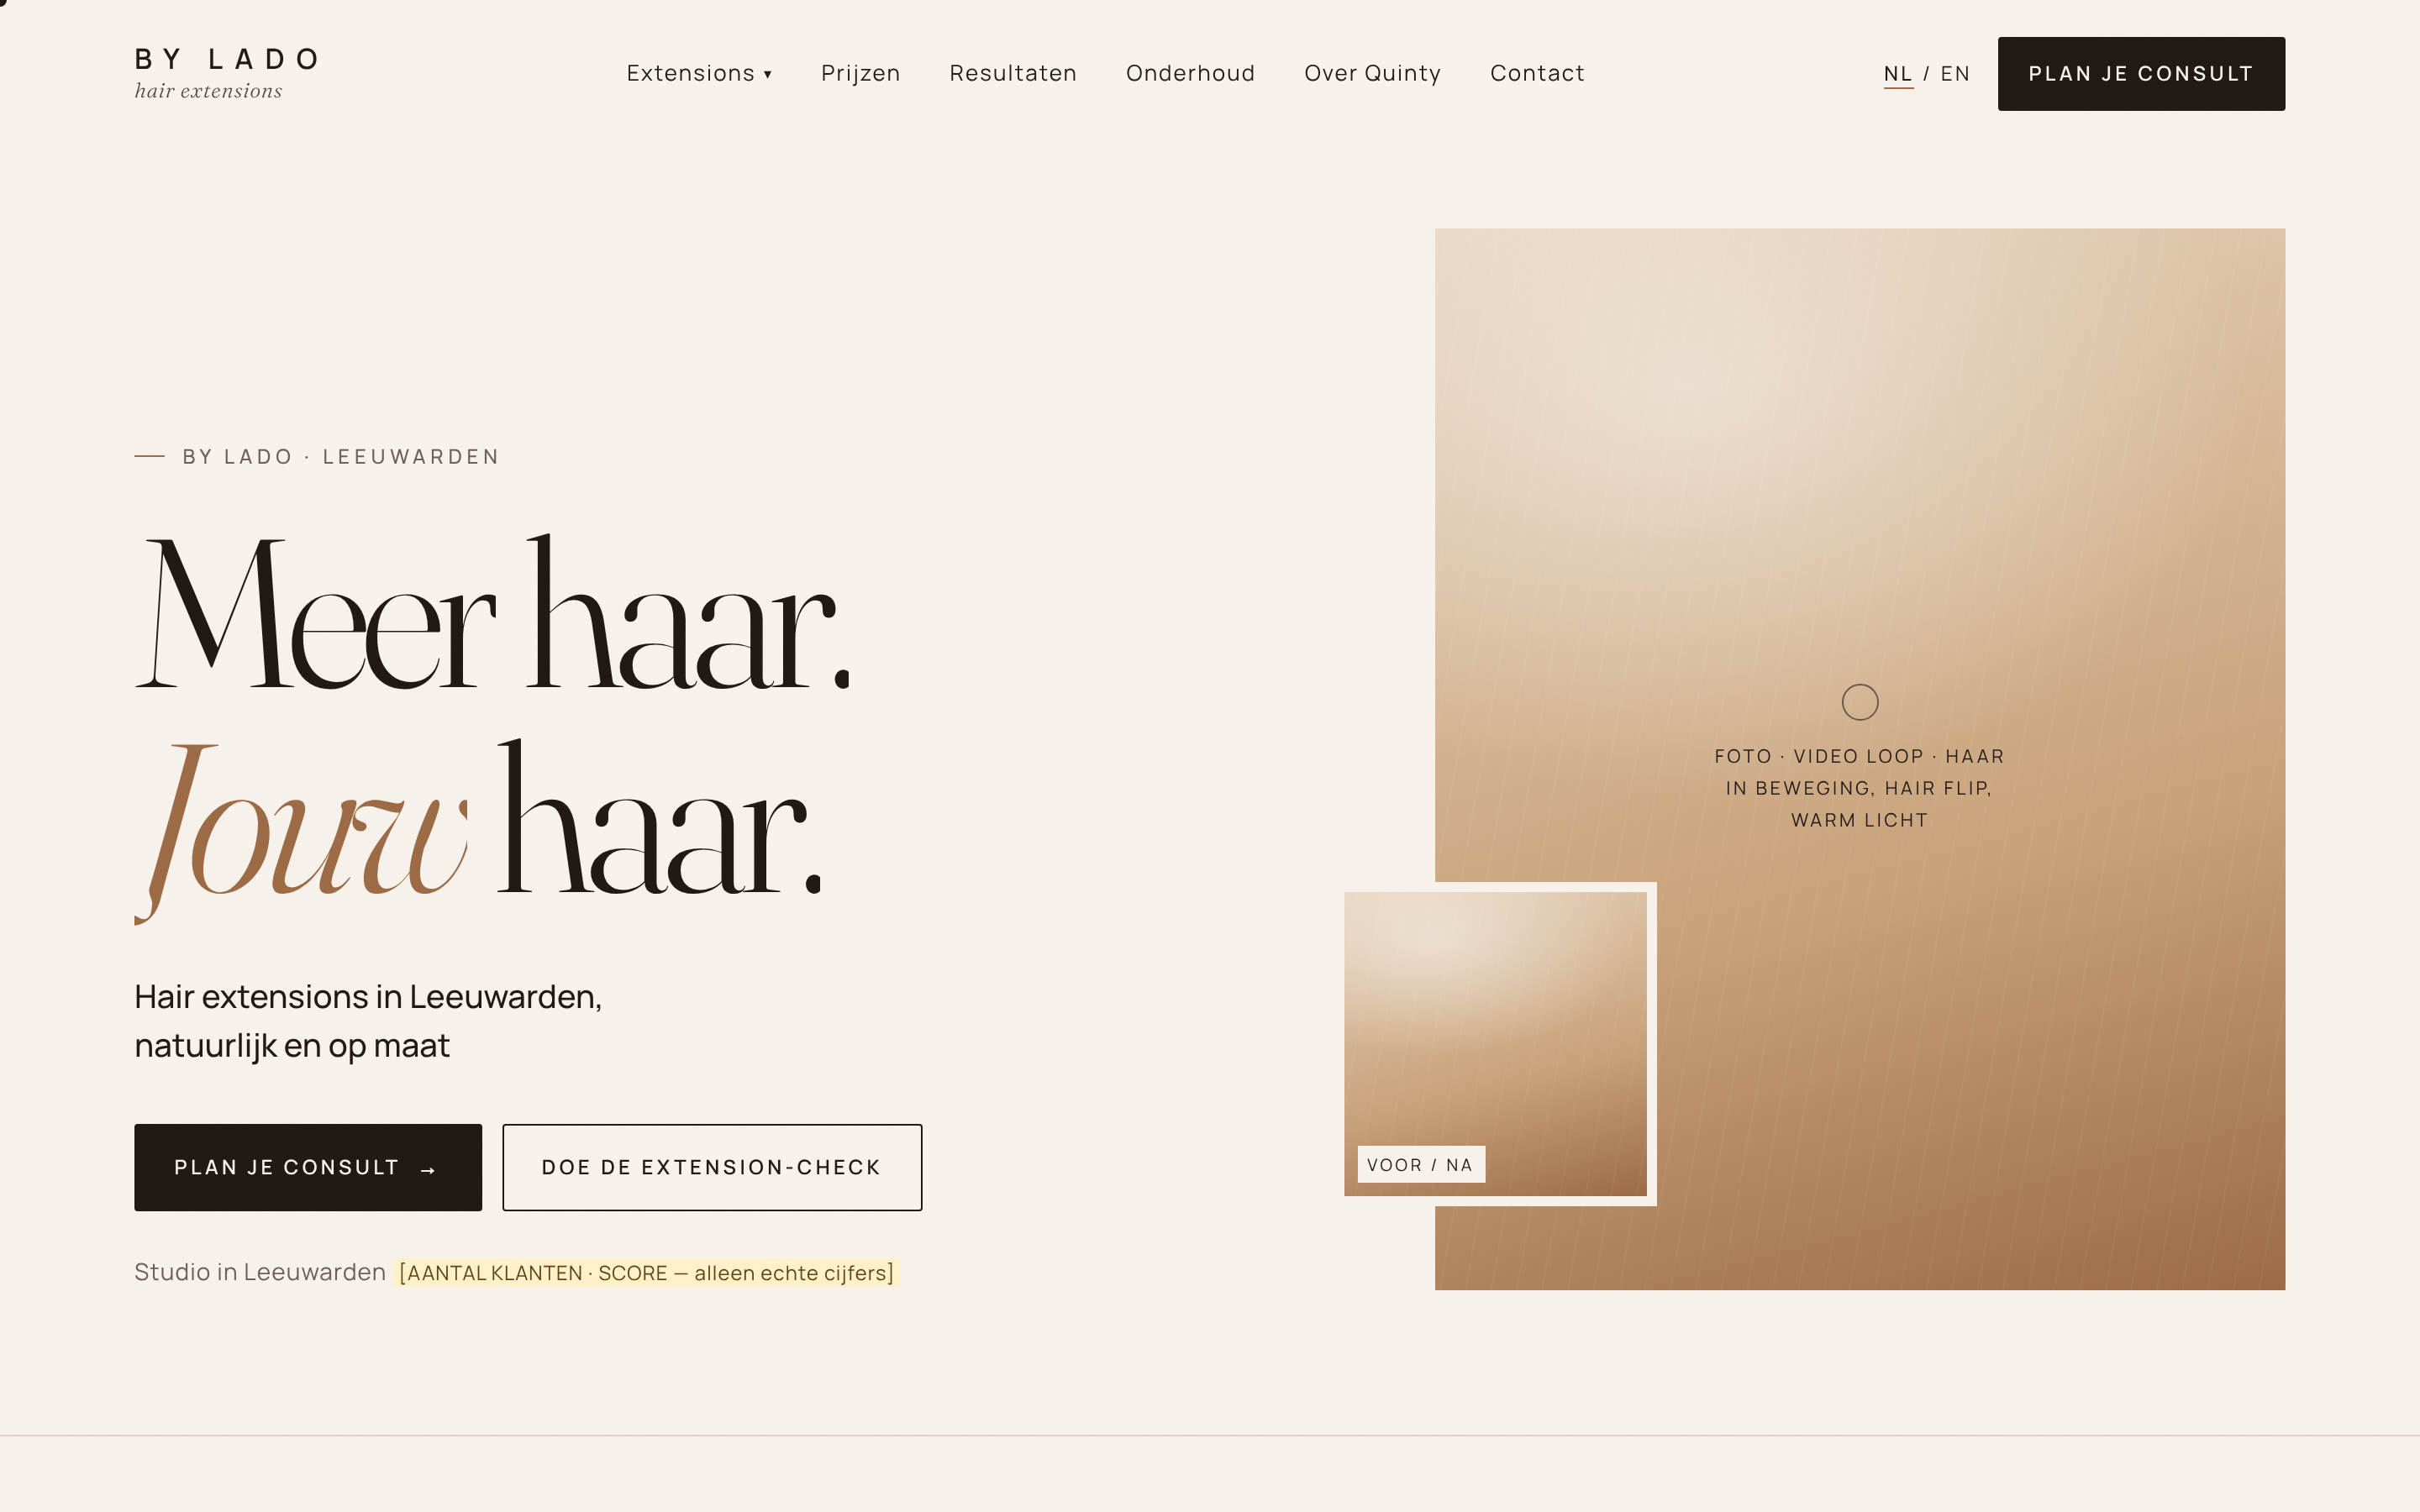 BY LADO
hair extensions
Extensions ▾
Prijzen
Resultaten
Onderhoud
Over Quinty
Contact
NL / EN
PLAN JE CONSULT
BY LADO · LEEUWARDEN
Meer haar.
Jouw haar.
Hair extensions in Leeuwarden,
natuurlijk en op maat
PLAN JE CONSULT →
DOE DE EXTENSION-CHECK
Studio in Leeuwarden [AANTAL KLANTEN · SCORE — alleen echte cijfers]
FOTO · VIDEO LOOP · HAAR
IN BEWEGING, HAIR FLIP,
WARM LICHT
VOOR / NA